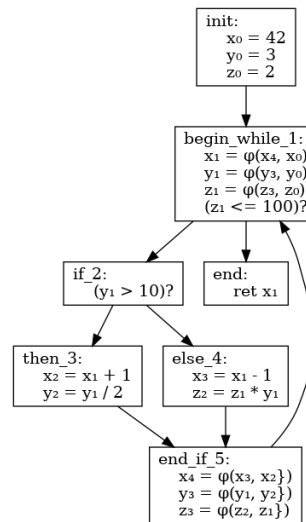 init:
x₀ = 42
y₀ = 3
z₀ = 2
begin_while_1:
x₁ = φ(x₄, x₀)
y₁ = φ(y₃, y₀)
z₁ = φ(z₃, z₀)
(z₁ <= 100)?
if_2:
(y₁ > 10)?
end:
ret x₁
then_3:
x₂ = x₁ + 1
y₂ = y₁ / 2
else_4:
x₃ = x₁ - 1
z₂ = z₁ * y₁
end_if_5:
x₄ = φ(x₃, x₂})
y₃ = φ(y₁, y₂})
z₃ = φ(z₂, z₁})